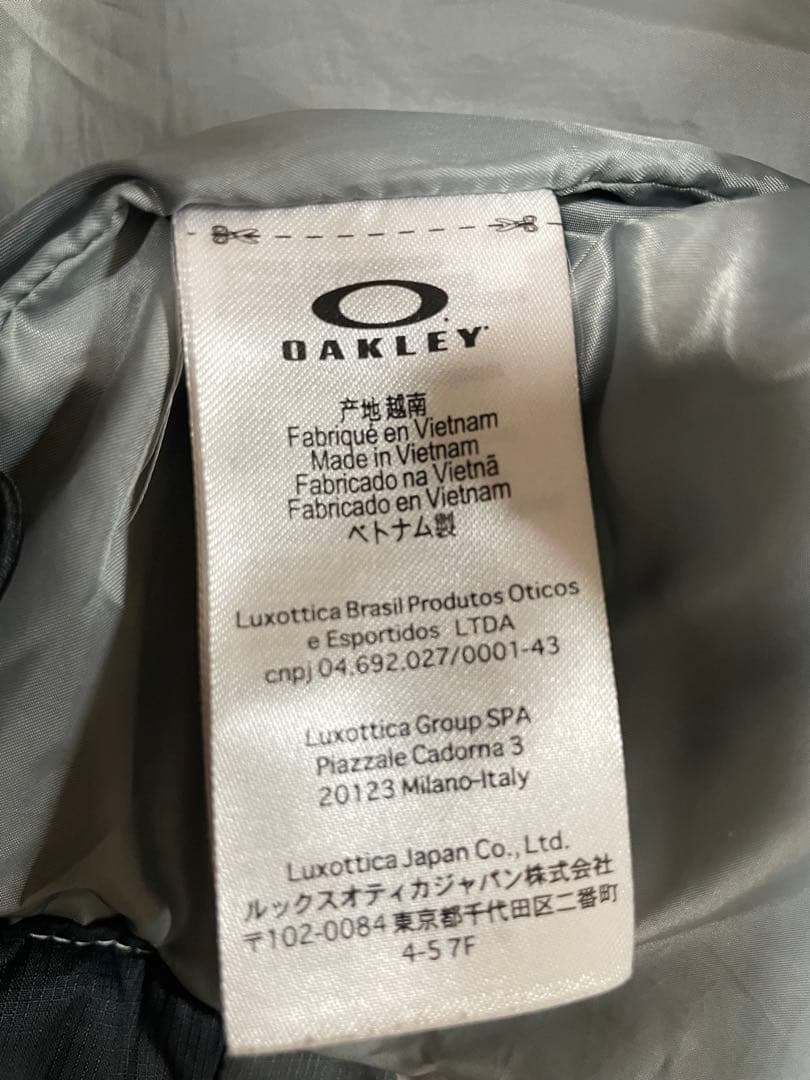 OAKLEY
产地 越南
Fabriqué en Vietnam
Made in Vietnam
Fabricado na Vietnã
Fabricado en Vietnam
ベトナム製
Luxottica Brasil Produtos Oticos
e Esportidos LTDA
cnpj 04.692.027/0001-43
Luxottica Group SPA
Piazzale Cadorna 3
20123 Milano-Italy
Luxottica Japan Co., Ltd.
ルックスオティカジャパン株式会社
〒102-0084 東京都千代田区二番町
4-5 7F